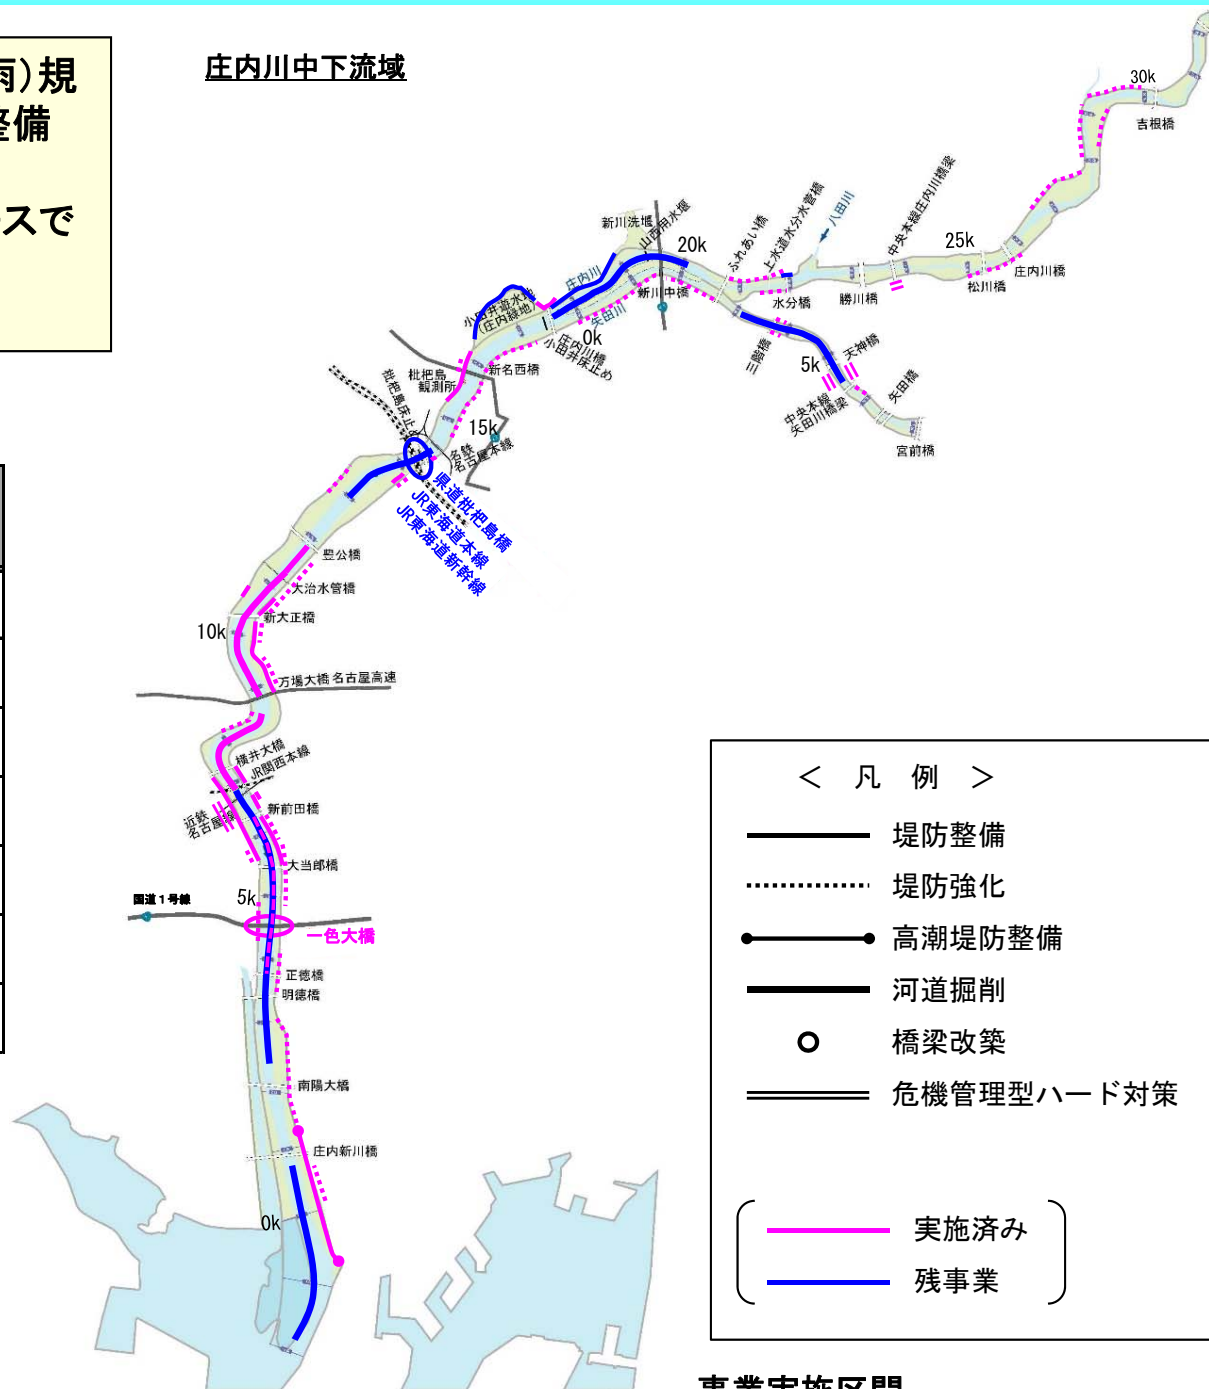 雨)規
整備
スで
庄内川中下流域
30k
吉根橋
中央本線庄内川橋梁
八田川
上水道水分水管橋
ふれあい橋
山西用水堰
新川洗堰
20k
25k
庄内川橋
松川橋
勝川橋
水分橋
新川中橋
庄内川
矢田川
小田井遊水地
(庄内緑地)
0k
庄内川橋
小田井床止め
三階橋
5k
天神橋
中央本線
矢田川橋梁
矢田橋
宮前橋
新名西橋
枇杷島
観測所
枇杷島床止め
15k
名鉄
名古屋本線
県道枇杷島橋
JR東海道本線
JR東海道新幹線
豊公橋
大治水管橋
新大正橋
10k
万場大橋 名古屋高速
横井大橋
JR関西本線
近鉄
名古屋線
新前田橋
大当郎橋
5k
国道1号線
一色大橋
正徳橋
明徳橋
南陽大橋
庄内新川橋
0k
< 凡 例 >
堤防整備
堤防強化
高潮堤防整備
河道掘削
橋梁改築
危機管理型ハード対策
実施済み
残事業
事業実施区間